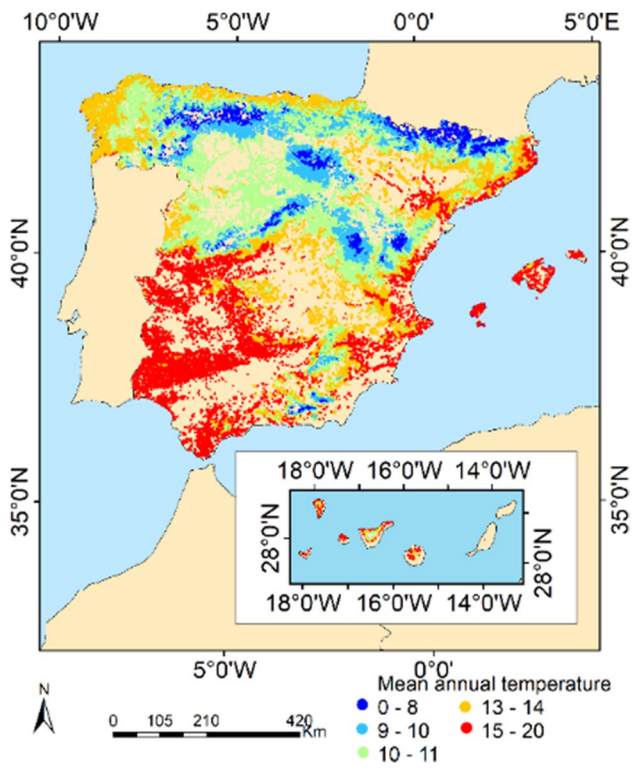 10°0'W 5°0'W 0°0' 5°0'E
40°0'N 40°0'N
35°0'N 35°0'N
18°0'W 16°0'W 14°0'W
28°0'N 28°0'N
18°0'W 16°0'W 14°0'W
5°0'W 0°0'
N
Mean annual temperature
0 - 8 13 - 14
0 105 210 420
Km
9 - 10 15 - 20
10 - 11